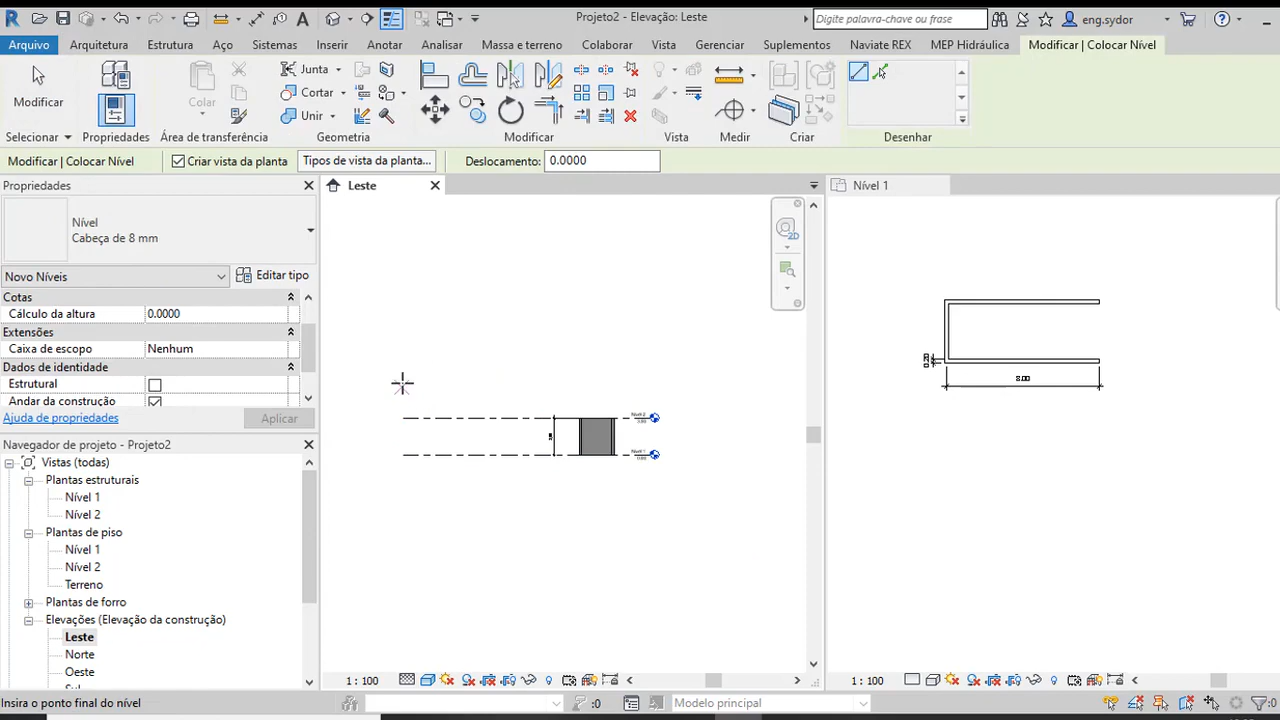 Projeto2 - Elevação: Leste
Digite palavra-chave ou frase
eng.sydor
Arquivo
Arquitetura
Estrutura
Aço
Sistemas
Inserir
Anotar
Analisar
Massa e terreno
Colaborar
Vista
Gerenciar
Suplementos
Naviate REX
MEP Hidráulica
Modificar | Colocar Nível
Modificar
Colar
Junta
Cortar
Unir
Selecionar
Propriedades
Área de transferência
Geometria
Modificar
Vista
Medir
Criar
Desenhar
Modificar | Colocar Nível
Criar vista da planta
Tipos de vista da planta...
Deslocamento:
0.0000
Propriedades
Leste
Nível 1
Nível
Cabeça de 8 mm
Novo Níveis
Editar tipo
Cotas
Cálculo da altura
0.0000
Extensões
Caixa de escopo
Nenhum
Dados de identidade
Estrutural
Andar da construção
Ajuda de propriedades
Aplicar
Navegador de projeto - Projeto2
Vistas (todas)
Plantas estruturais
Nível 1
Nível 2
Plantas de piso
Nível 1
Nível 2
Terreno
Plantas de forro
Elevações (Elevação da construção)
Leste
Norte
Oeste
2D
1 : 100
1 : 100
Insira o ponto final do nível
:0
Modelo principal
:0